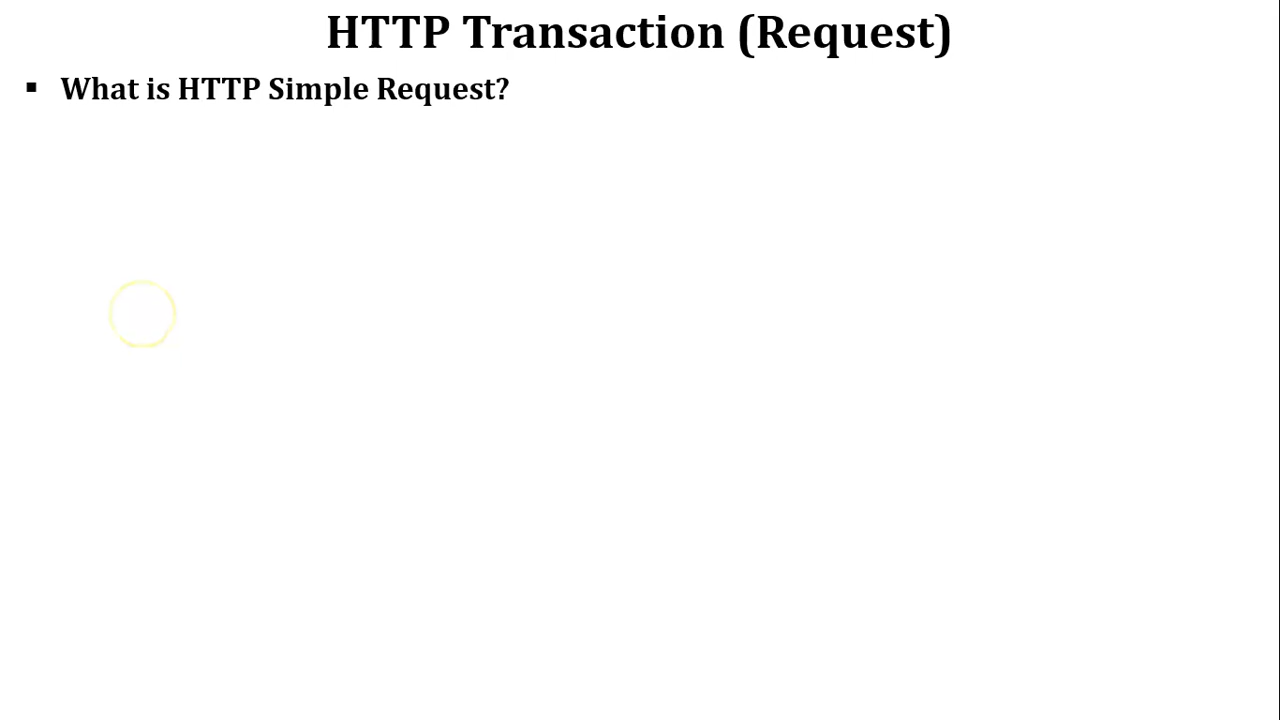 HTTP Transaction (Request)
▪ What is HTTP Simple Request?